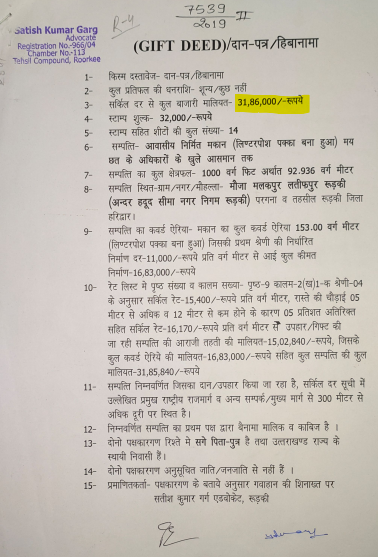 Satish Kumar Garg
Advocate
Registration No.-966/04
Chamber No.-113
Tehsil Compound, Roorkee
R-4
7539
2019 II
(GIFT DEED)/दान-पत्र/हिबानामा
1- किस्म दस्तावेज- दान-पत्र/हिबानामा
2- कुल प्रतिफल की धनराशि- शून्य/कुछ नहीं
3- सर्किल दर से कुल बाजारी मालियत- 31,86,000/-रूपये
4- स्टाम्प शुल्क- 32,000/-रूपये
5- स्टाम्प सहित शीटों की कुल संख्या- 14
6- सम्पत्ति- आवासीय निर्मित मकान (लिण्टरपोश पक्का बना हुआ) मय
छत के अधिकारों के खुले आसमान तक
7- सम्पत्ति का कुल क्षेत्रफल- 1000 वर्ग फिट अर्थात 92.936 वर्ग मीटर
8- सम्पत्ति स्थित-ग्राम/नगर/मौहल्ला- मौजा मलकपुर लतीफपुर रूड़की
(अन्दर हदूद सीमा नगर निगम रूड़की) परगना व तहसील रूड़की जिला
हरिद्वार।
9- सम्पत्ति का कवर्ड ऐरिया- मकान का कुल कवर्ड ऐरिया 153.00 वर्ग मीटर
(लिण्टरपोश पक्का बना हुआ) जिसकी प्रथम श्रेणी की निर्धारित
निर्माण दर-11,000/-रूपये प्रति वर्ग मीटर से आई कुल कीमत
निर्माण-16,83,000/-रूपये
10- रेट लिस्ट में पृष्ठ संख्या व कालम संख्या- पृष्ठ-9 कालम-2(ख)1-क श्रेणी-04
के अनुसार सर्किल रेट-15,400/-रूपये प्रति वर्ग मीटर, रास्ते की चौड़ाई 05
मीटर से अधिक व 12 मीटर से कम होने के कारण 05 प्रतिशत अतिरिक्त
सहित सर्किल रेट-16,170/-रूपये प्रति वर्ग मीटर से उपहार/गिफ्ट की
जा रही सम्पत्ति की आराजी तहती की मालियत-15,02,840/-रूपये, जिसके
कुल कवर्ड ऐरिये की मालियत-16,83,000/-रूपये सहित कुल सम्पत्ति की कुल
मालियत-31,85,840/-रूपये
11- सम्पत्ति निम्नवर्णित जिसका दान/उपहार किया जा रहा है, सर्किल दर सूची में
उल्लेखित प्रमुख राष्ट्रीय राजमार्ग व अन्य सम्पर्क/मुख्य मार्ग से 300 मीटर से
अधिक दूरी पर स्थित है।
12- निम्नवर्णित सम्पत्ति का प्रथम पक्ष द्वारा बैनामा मालिक व काबिज है ।
13- दोनो पक्षकारगण रिश्ते मे सगे पिता-पुत्र है तथा उत्तराखण्ड राज्य के
स्थायी निवासी हैं।
14- दोनो पक्षकारगण अनुसूचित जाति/जनजाति से नहीं हैं ।
15- प्रमाणितकर्ता- पक्षकारगण के बताये अनुसार गवाहान की शिनाख्त पर
सतीश कुमार गर्ग एडवोकेट, रूड़की